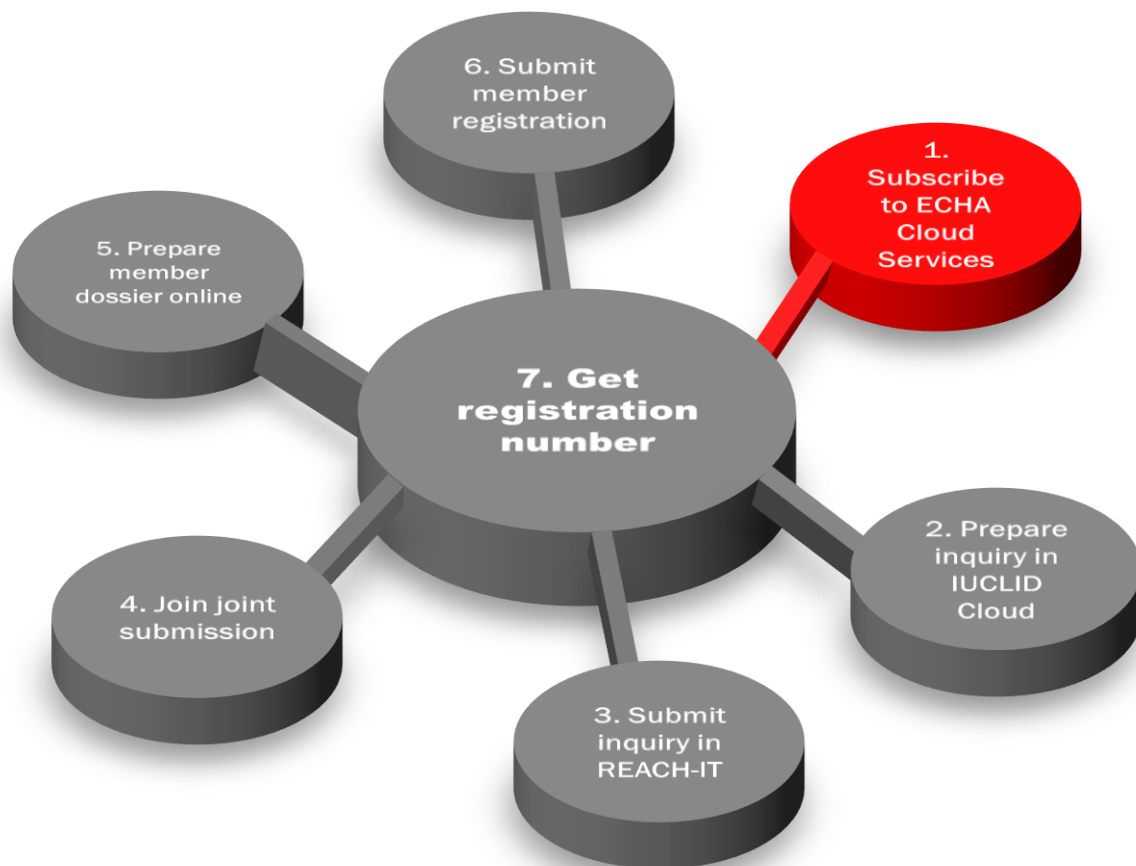 1.
Subscribe
to ECHA
Cloud
Services
2. Prepare
inquiry in
IUCLID
Cloud
3. Submit
inquiry in
REACH-IT
4. Join joint
submission
5. Prepare
member
dossier online
6. Submit
member
registration
7. Get
registration
number